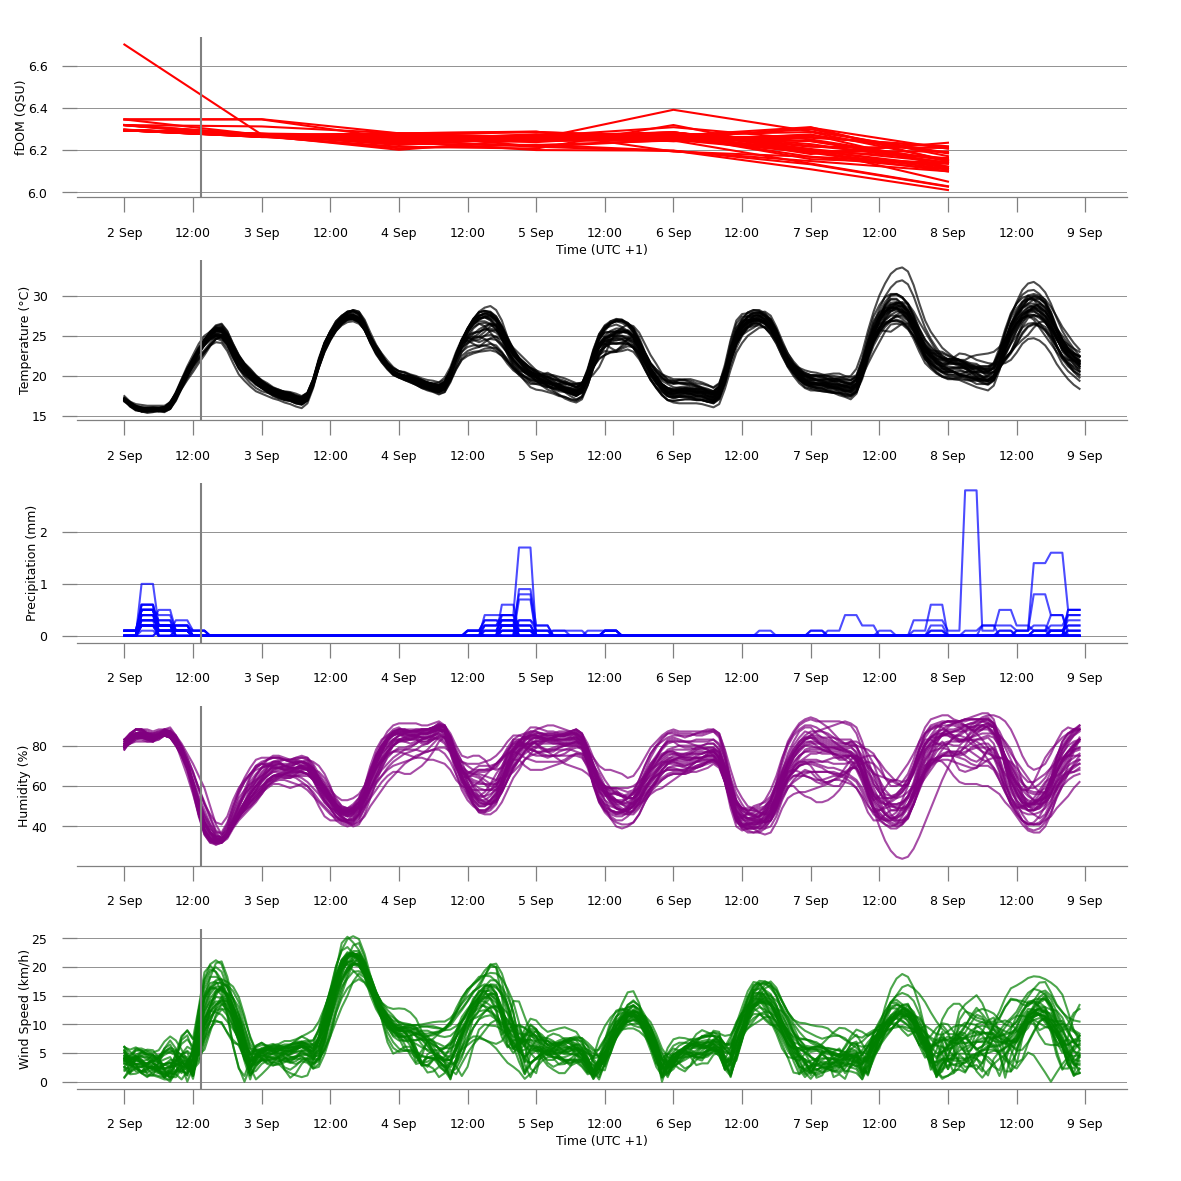 fDOM (QSU)
6.6
6.4
6.2
6.0
2 Sep 12:00 3 Sep 12:00 4 Sep 12:00 5 Sep 12:00 6 Sep 12:00 7 Sep 12:00 8 Sep 12:00 9 Sep
Time (UTC +1)
Temperature (°C)
30
25
20
15
2 Sep 12:00 3 Sep 12:00 4 Sep 12:00 5 Sep 12:00 6 Sep 12:00 7 Sep 12:00 8 Sep 12:00 9 Sep
Precipitation (mm)
2
1
0
2 Sep 12:00 3 Sep 12:00 4 Sep 12:00 5 Sep 12:00 6 Sep 12:00 7 Sep 12:00 8 Sep 12:00 9 Sep
Humidity (%)
80
60
40
2 Sep 12:00 3 Sep 12:00 4 Sep 12:00 5 Sep 12:00 6 Sep 12:00 7 Sep 12:00 8 Sep 12:00 9 Sep
Wind Speed (km/h)
25
20
15
10
5
0
2 Sep 12:00 3 Sep 12:00 4 Sep 12:00 5 Sep 12:00 6 Sep 12:00 7 Sep 12:00 8 Sep 12:00 9 Sep
Time (UTC +1)